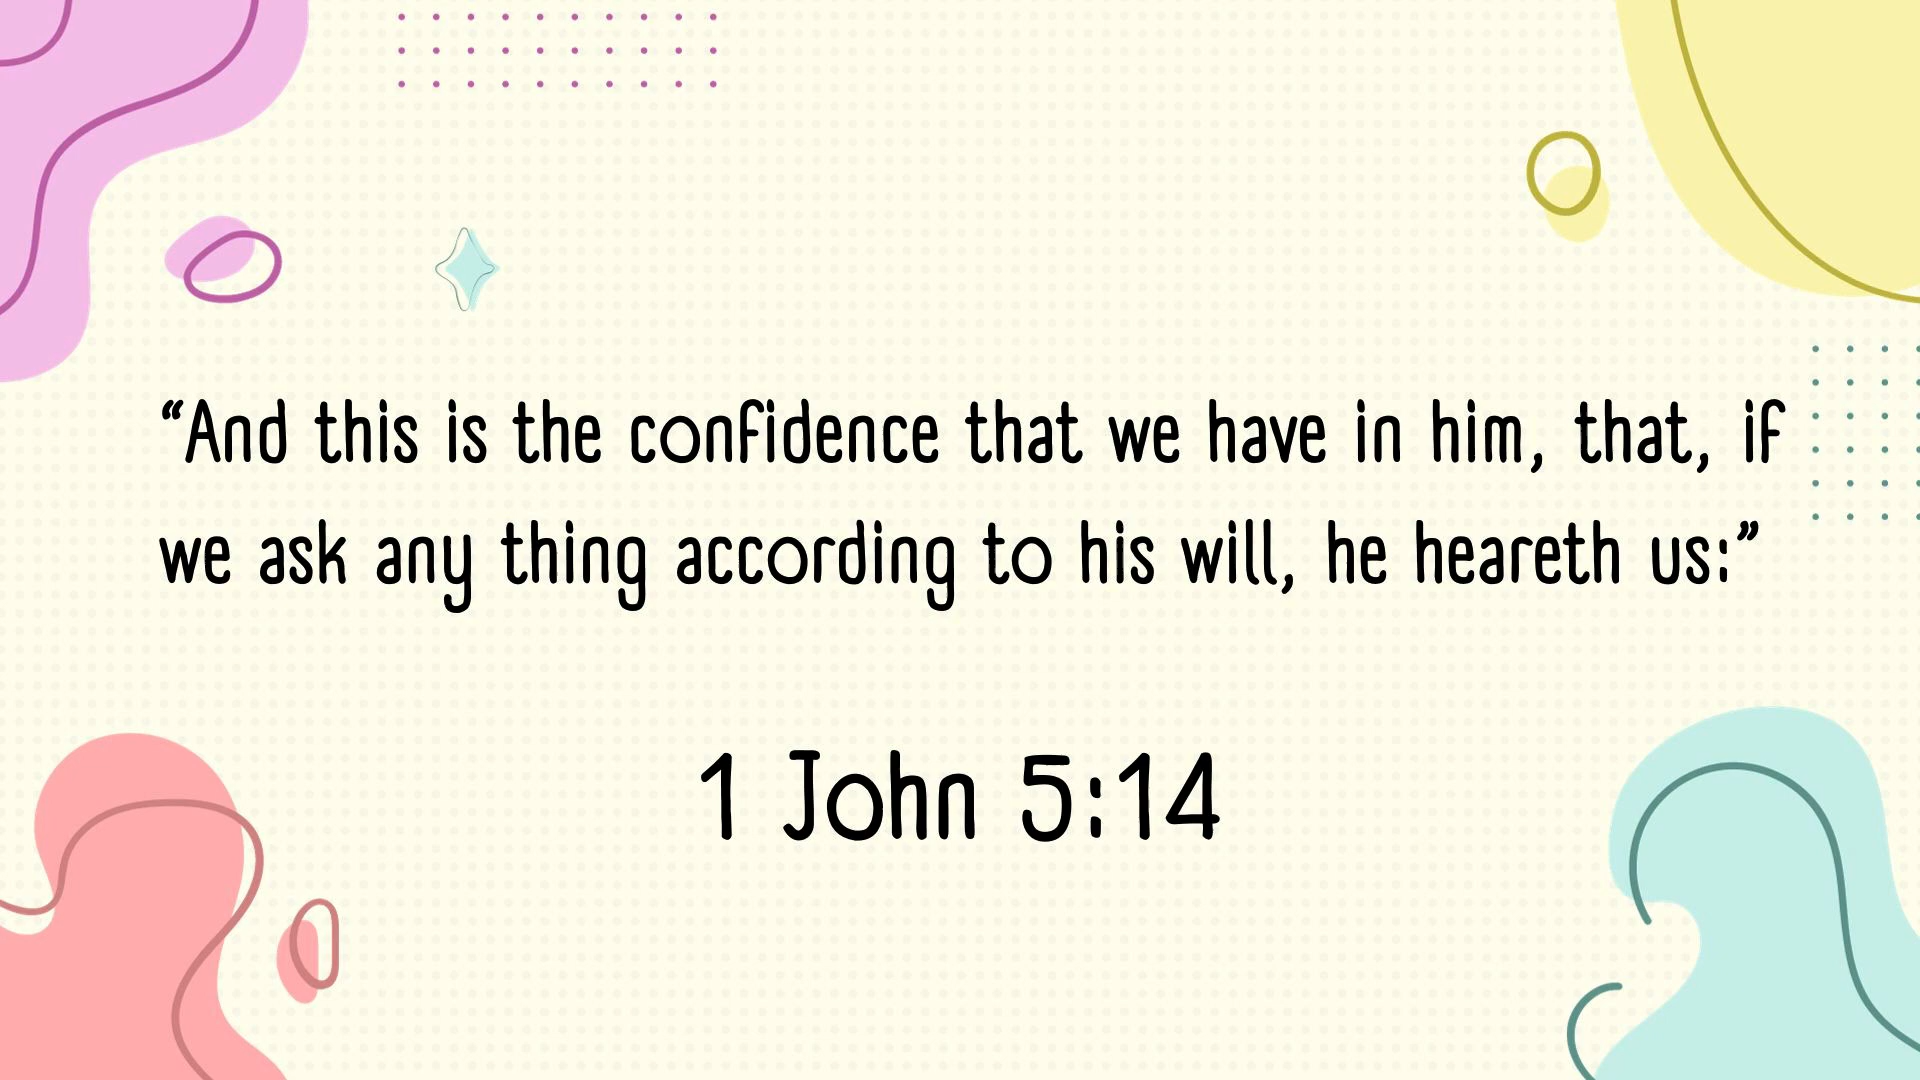 “And this is the confidence that we have in him, that, if
we ask any thing according to his will, he heareth us:”
1 John 5:14